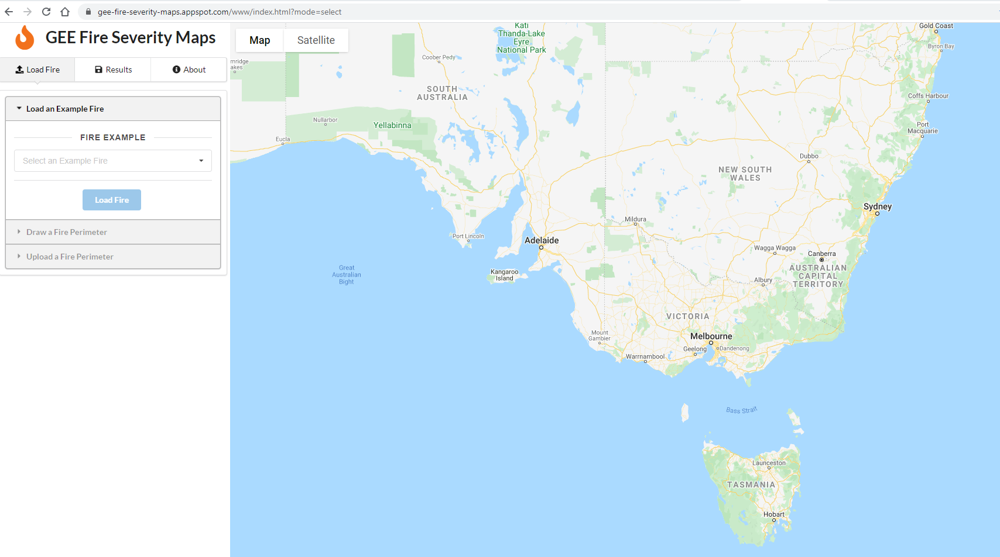 gee-fire-severity-maps.appspot.com/www/index.html?mode=select
GEE Fire Severity Maps
Load Fire
Results
About
Load an Example Fire
FIRE EXAMPLE
Select an Example Fire
Load Fire
Draw a Fire Perimeter
Upload a Fire Perimeter
Map
Satellite
Kati
Thanda-Lake
Eyre
National Park
Gold Coast
Byron Bay
Coober Pedy
mridge
akes
SOUTH
AUSTRALIA
Coffs Harbour
Nullarbor
Yellabinna
Port
Macquarie
Eucla
Dubbo
NEW SOUTH
WALES
Sydney
Mildura
Port Lincoln
Adelaide
Wagga Wagga
Canberra
AUSTRALIAN
CAPITAL
TERRITORY
Great
Australian
Bight
Kangaroo
Island
Albury
VICTORIA
Mount
Gambier
Melbourne
Geelong
Dandenong
Warrnambool
Bass Strait
Launceston
TASMANIA
Hobart